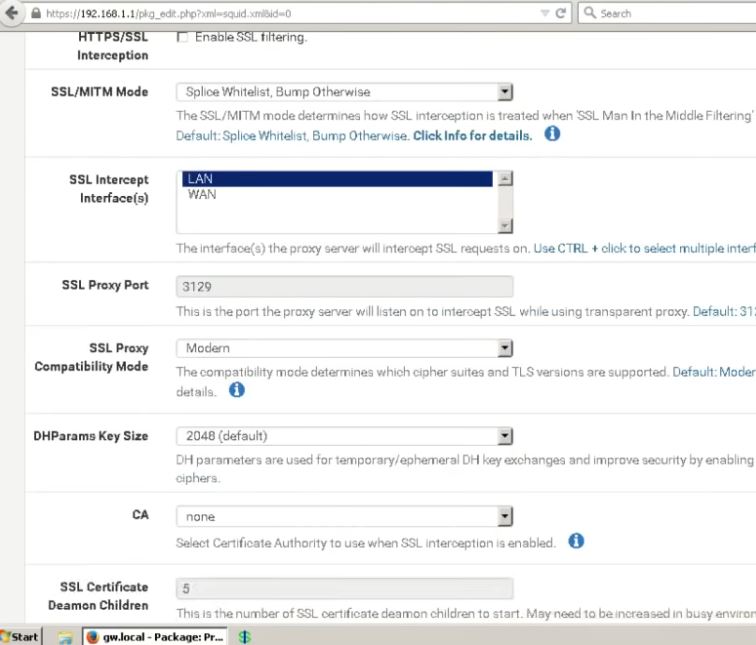 https://192.168.1.1/pkg_edit.php?xml=squid.xml&id=0
Search
HTTPS/SSL
Interception
Enable SSL filtering.
SSL/MITM Mode
Splice Whitelist, Bump Otherwise
The SSL/MITM mode determines how SSL interception is treated when 'SSL Man In the Middle Filtering'
Default: Splice Whitelist, Bump Otherwise. Click Info for details.
SSL Intercept
Interface(s)
LAN
WAN
The interface(s) the proxy server will intercept SSL requests on. Use CTRL + click to select multiple interf
SSL Proxy Port
3129
This is the port the proxy server will listen on to intercept SSL while using transparent proxy. Default: 31
SSL Proxy
Compatibility Mode
Modern
The compatibility mode determines which cipher suites and TLS versions are supported. Default: Moder
details.
DHParams Key Size
2048 (default)
DH parameters are used for temporary/ephemeral DH key exchanges and improve security by enabling
ciphers.
CA
none
Select Certificate Authority to use when SSL interception is enabled.
SSL Certificate
Deamon Children
5
This is the number of SSL certificate deamon children to start. May need to be increased in busy environ
Start
gw.local - Package: Pr...